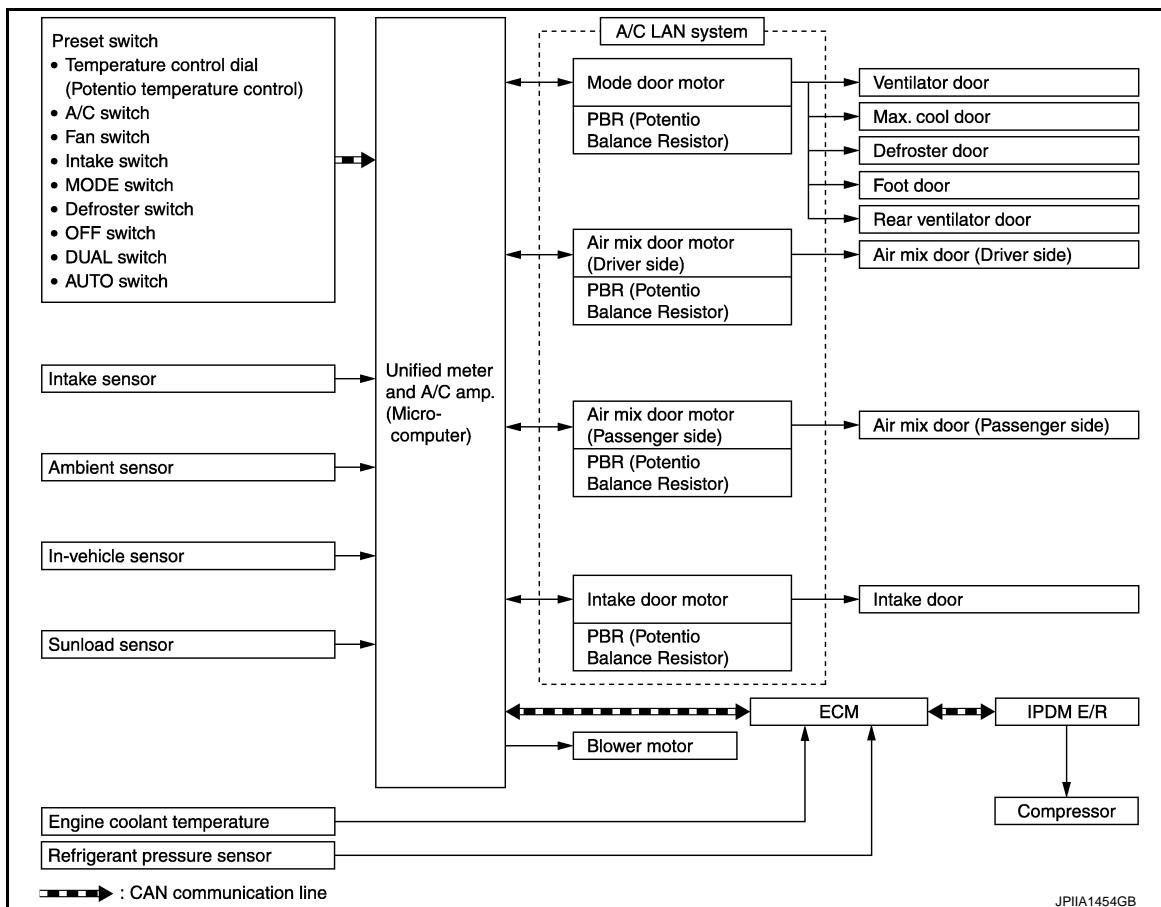 Preset switch
• Temperature control dial
(Potentio temperature control)
• A/C switch
• Fan switch
• Intake switch
• MODE switch
• Defroster switch
• OFF switch
• DUAL switch
• AUTO switch
Intake sensor
Ambient sensor
In-vehicle sensor
Sunload sensor
Engine coolant temperature
Refrigerant pressure sensor
: CAN communication line
Unified meter
and A/C amp.
(Micro-
computer)
A/C LAN system
Mode door motor
PBR (Potentio
Balance Resistor)
Air mix door motor
(Driver side)
PBR (Potentio
Balance Resistor)
Air mix door motor
(Passenger side)
PBR (Potentio
Balance Resistor)
Intake door motor
PBR (Potentio
Balance Resistor)
Ventilator door
Max. cool door
Defroster door
Foot door
Rear ventilator door
Air mix door (Driver side)
Air mix door (Passenger side)
Intake door
ECM
IPDM E/R
Blower motor
Compressor
JPIIA1454GB